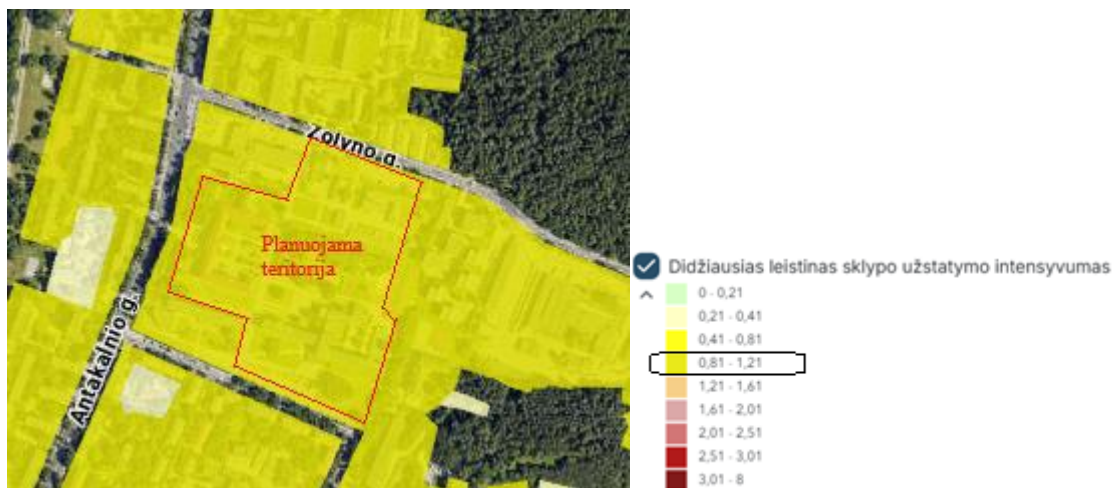 Žolyno g.
Planuojama
teritorija
Antakalnio g.
Didžiausias leistinas sklypo užstatymo intensyvumas
0 - 0,21
0,21 - 0,41
0,41 - 0,81
0,81 - 1,21
1,21 - 1,61
1,61 - 2,01
2,01 - 2,51
2,51 - 3,01
3,01 - 8